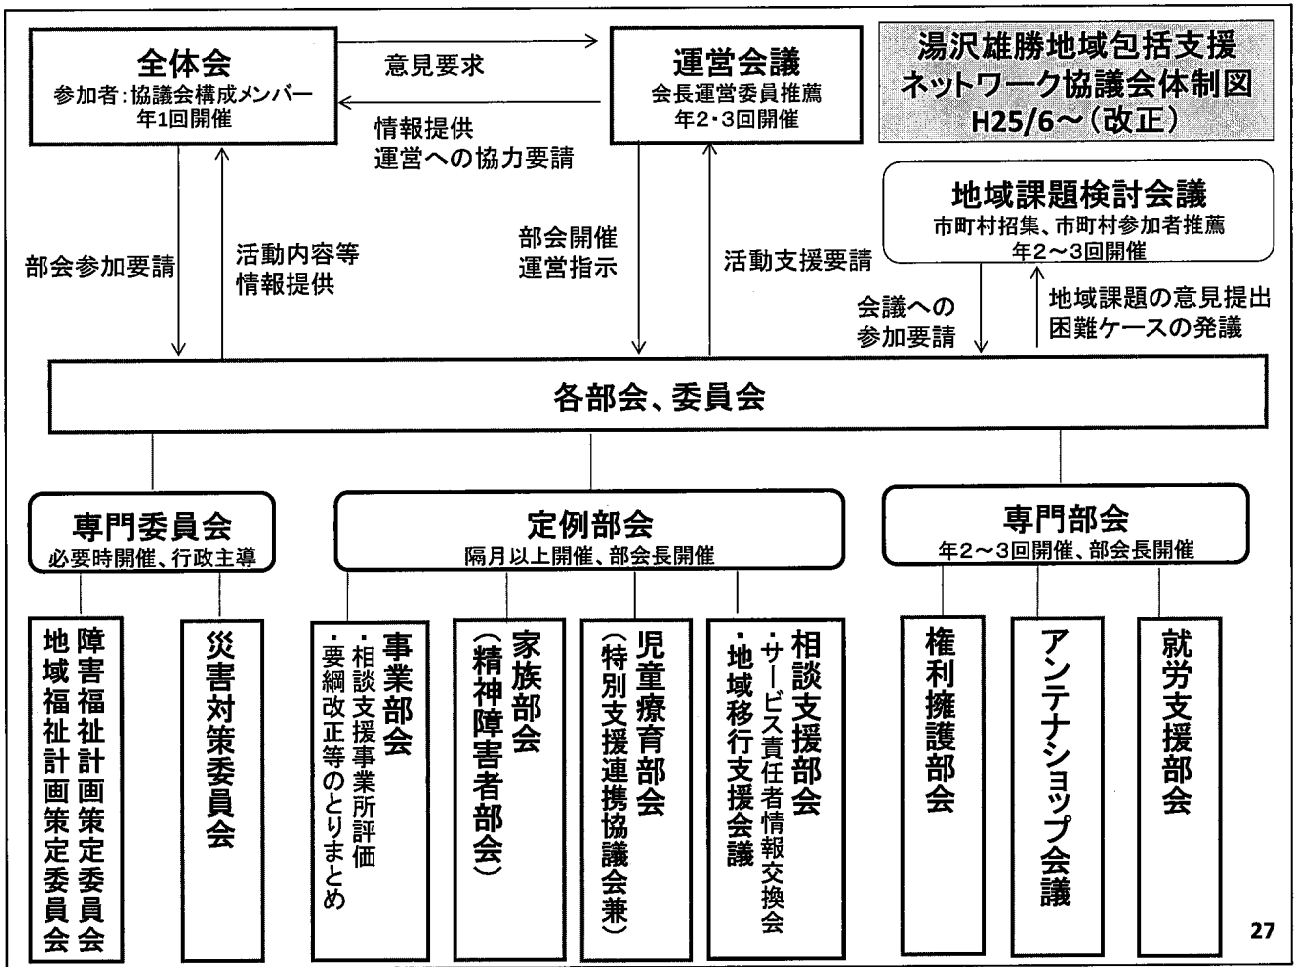 全体会
参加者:協議会構成メンバー
年1回開催
意見要求
情報提供
運営への協力要請
運営会議
会長運営委員推薦
年2・3回開催
湯沢雄勝地域包括支援
ネットワーク協議会体制図
H25/6～(改正)
地域課題検討会議
市町村招集、市町村参加者推薦
年2～3回開催
部会参加要請
活動内容等
情報提供
部会開催
運営指示
活動支援要請
会議への
参加要請
地域課題の意見提出
困難ケースの発議
各部会、委員会
専門委員会
必要時開催、行政主導
定例部会
隔月以上開催、部会長開催
専門部会
年2～3回開催、部会長開催
障害福祉計画策定委員会
地域福祉計画策定委員会
災害対策委員会
事業部会
・相談支援事業所評価
・要綱改正等のとりまとめ
家族部会
(精神障害者部会)
児童療育部会
(特別支援連携協議会兼)
相談支援部会
・サービス責任者情報交換会
・地域移行支援会議
権利擁護部会
アンテナショップ会議
就労支援部会
27